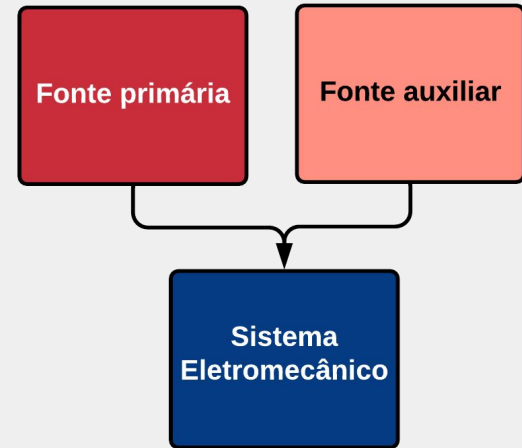 Fonte primária
Fonte auxiliar
Sistema
Eletromecânico